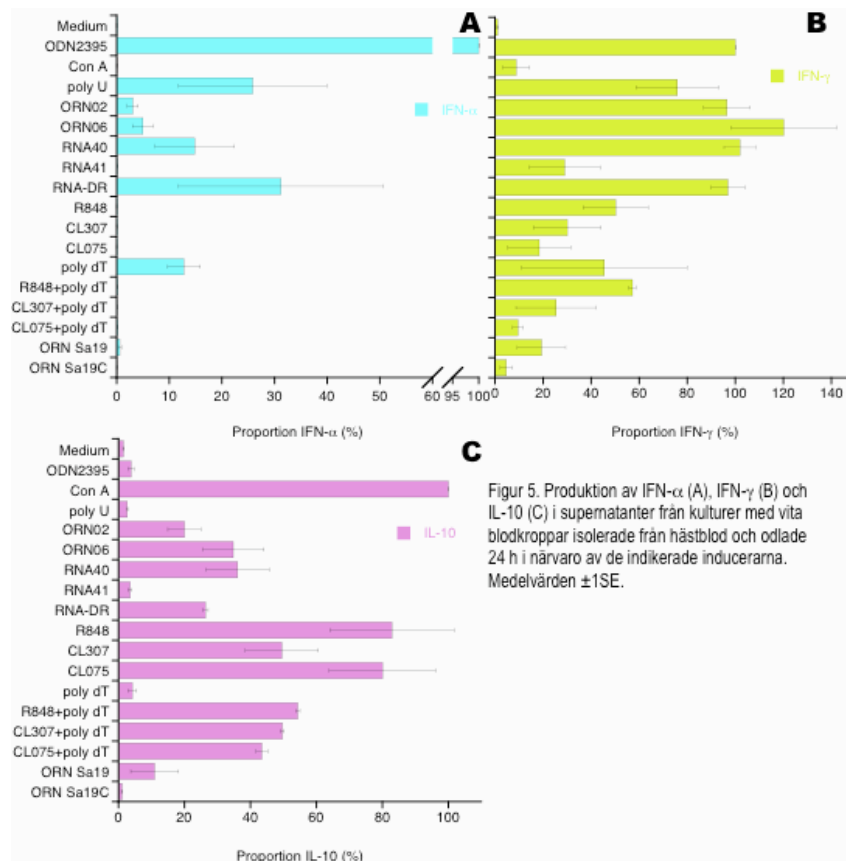 A
Medium
ODN2395
Con A
poly U
ORN02
ORN06
RNA40
RNA41
RNA-DR
R848
CL307
CL075
poly dT
R848+poly dT
CL307+poly dT
CL075+poly dT
ORN Sa19
ORN Sa19C
IFN-α
0 10 20 30 40 50 60 95 100
Proportion IFN-α (%)
B
IFN-γ
0 20 40 60 80 100 120 140
Proportion IFN-γ (%)
C
Medium
ODN2395
Con A
poly U
ORN02
ORN06
RNA40
RNA41
RNA-DR
R848
CL307
CL075
poly dT
R848+poly dT
CL307+poly dT
CL075+poly dT
ORN Sa19
ORN Sa19C
IL-10
0 20 40 60 80 100
Proportion IL-10 (%)
Figur 5. Produktion av IFN-α (A), IFN-γ (B) och
IL-10 (C) i supernatanter från kulturer med vita
blodkroppar isolerade från hästblod och odlade
24 h i närvaro av de indikerade inducerarna.
Medelvärden ±1SE.